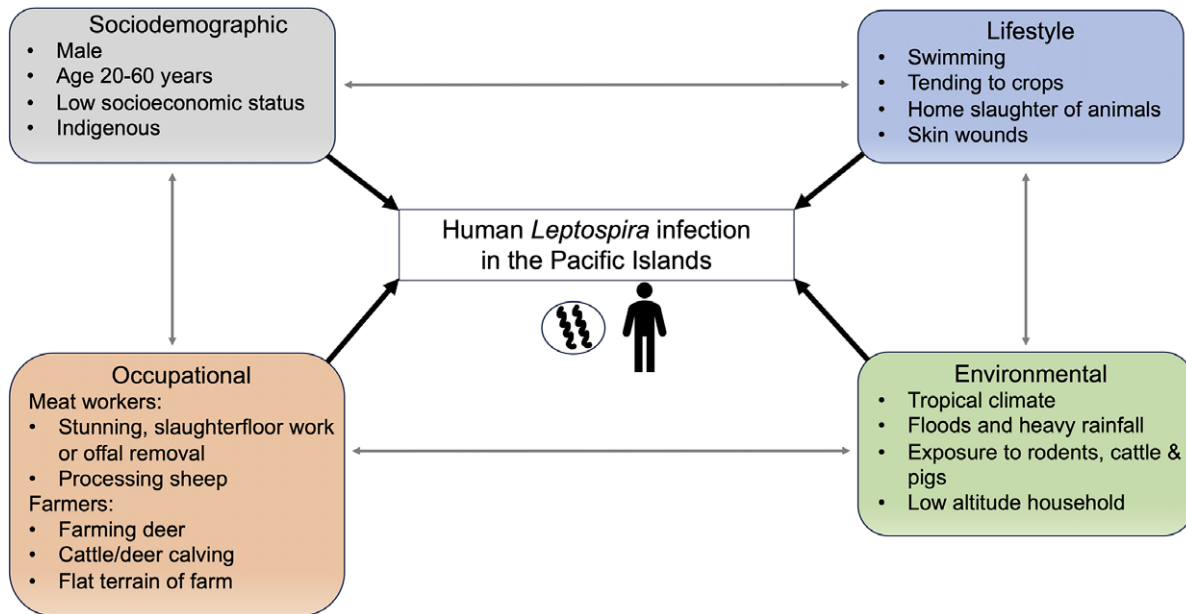 Sociodemographic
• Male
• Age 20-60 years
• Low socioeconomic status
• Indigenous
Lifestyle
• Swimming
• Tending to crops
• Home slaughter of animals
• Skin wounds
Human Leptospira infection
in the Pacific Islands
Occupational
Meat workers:
• Stunning, slaughterfloor work
or offal removal
• Processing sheep
Farmers:
• Farming deer
• Cattle/deer calving
• Flat terrain of farm
Environmental
• Tropical climate
• Floods and heavy rainfall
• Exposure to rodents, cattle &
pigs
• Low altitude household